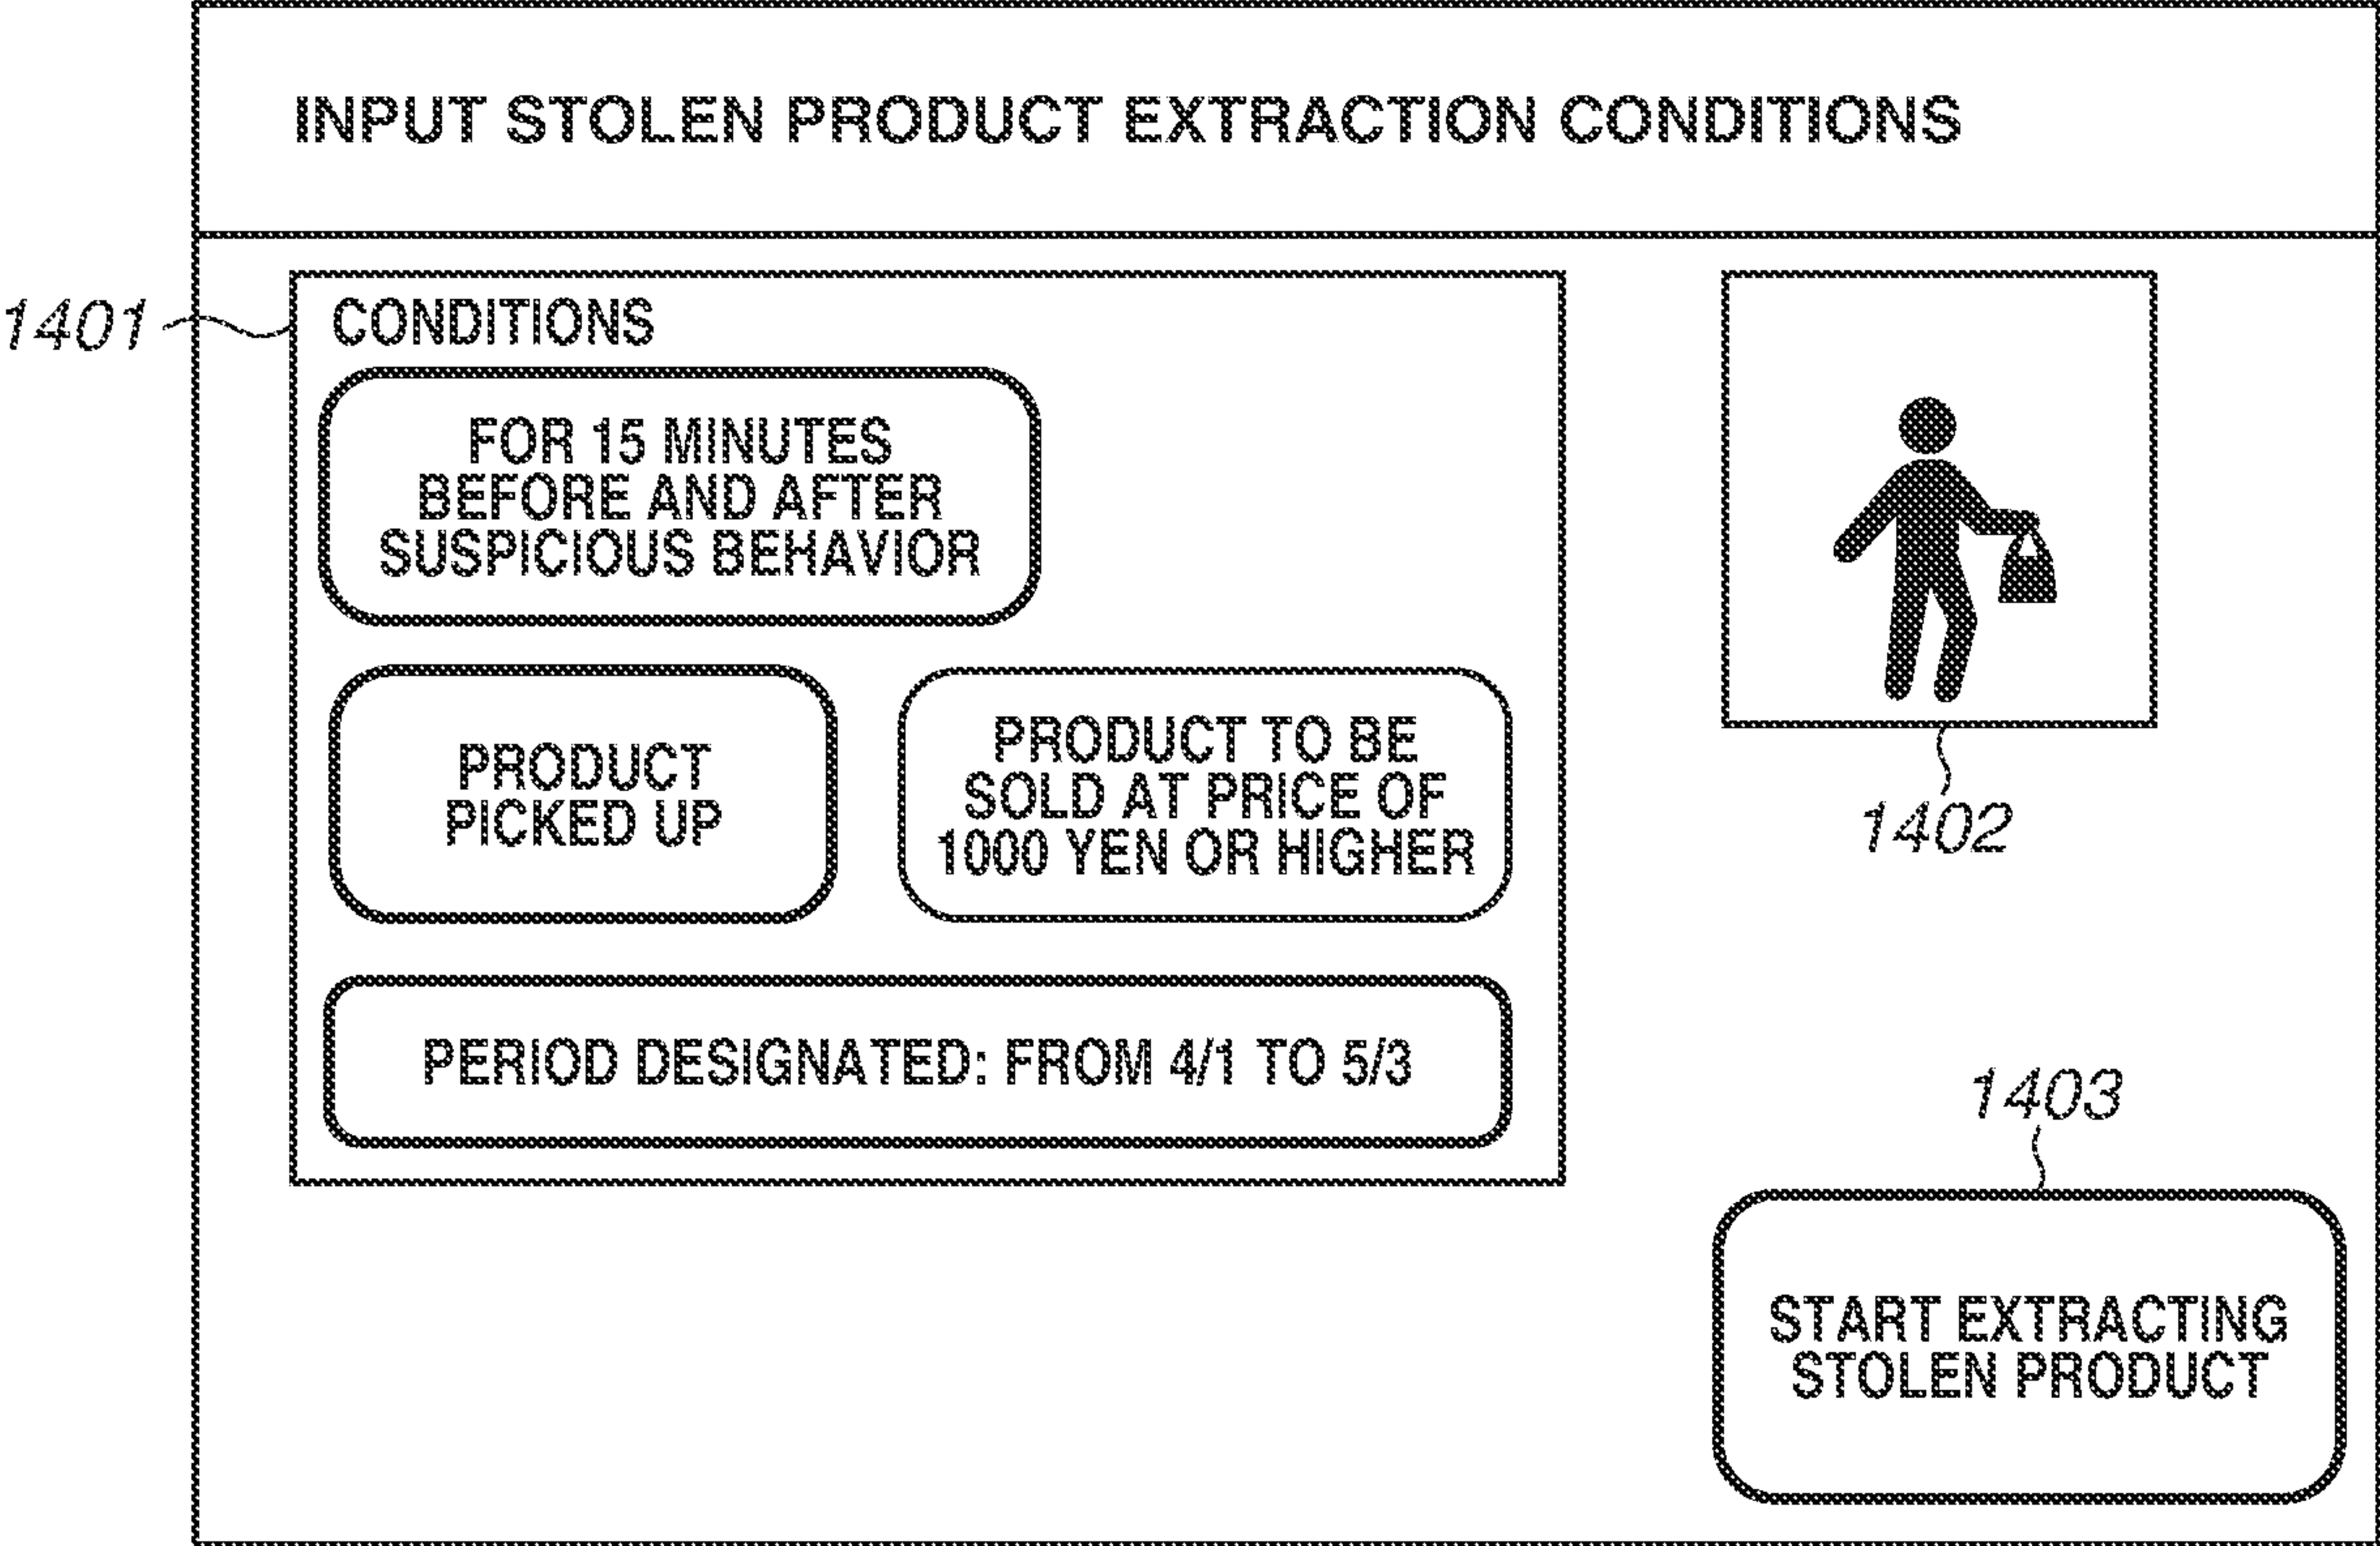 INPUT STOLEN PRODUCT EXTRACTION CONDITIONS
1401
CONDITIONS
FOR 15 MINUTES
BEFORE AND AFTER
SUSPICIOUS BEHAVIOR
PRODUCT
PICKED UP
PRODUCT TO BE
SOLD AT PRICE OF
1000 YEN OR HIGHER
PERIOD DESIGNATED: FROM 4/1 TO 5/3
1402
1403
START EXTRACTING
STOLEN PRODUCT